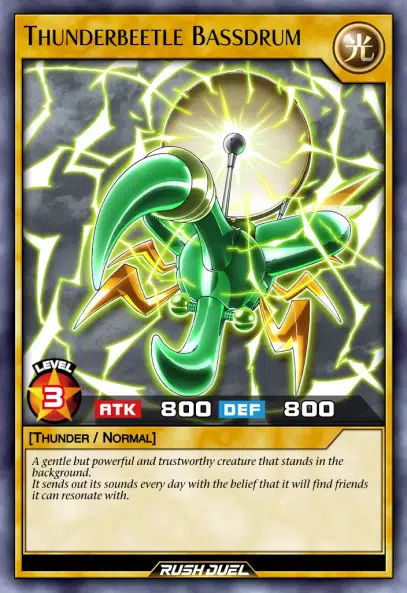 THUNDERBEETLE BASSDRUM
光
LEVEL
3
ATK 800 DEF 800
[THUNDER / NORMAL]
A gentle but powerful and trustworthy creature that stands in the
background.
It sends out its sounds every day with the belief that it will find friends
it can resonate with.
RUSH DUEL